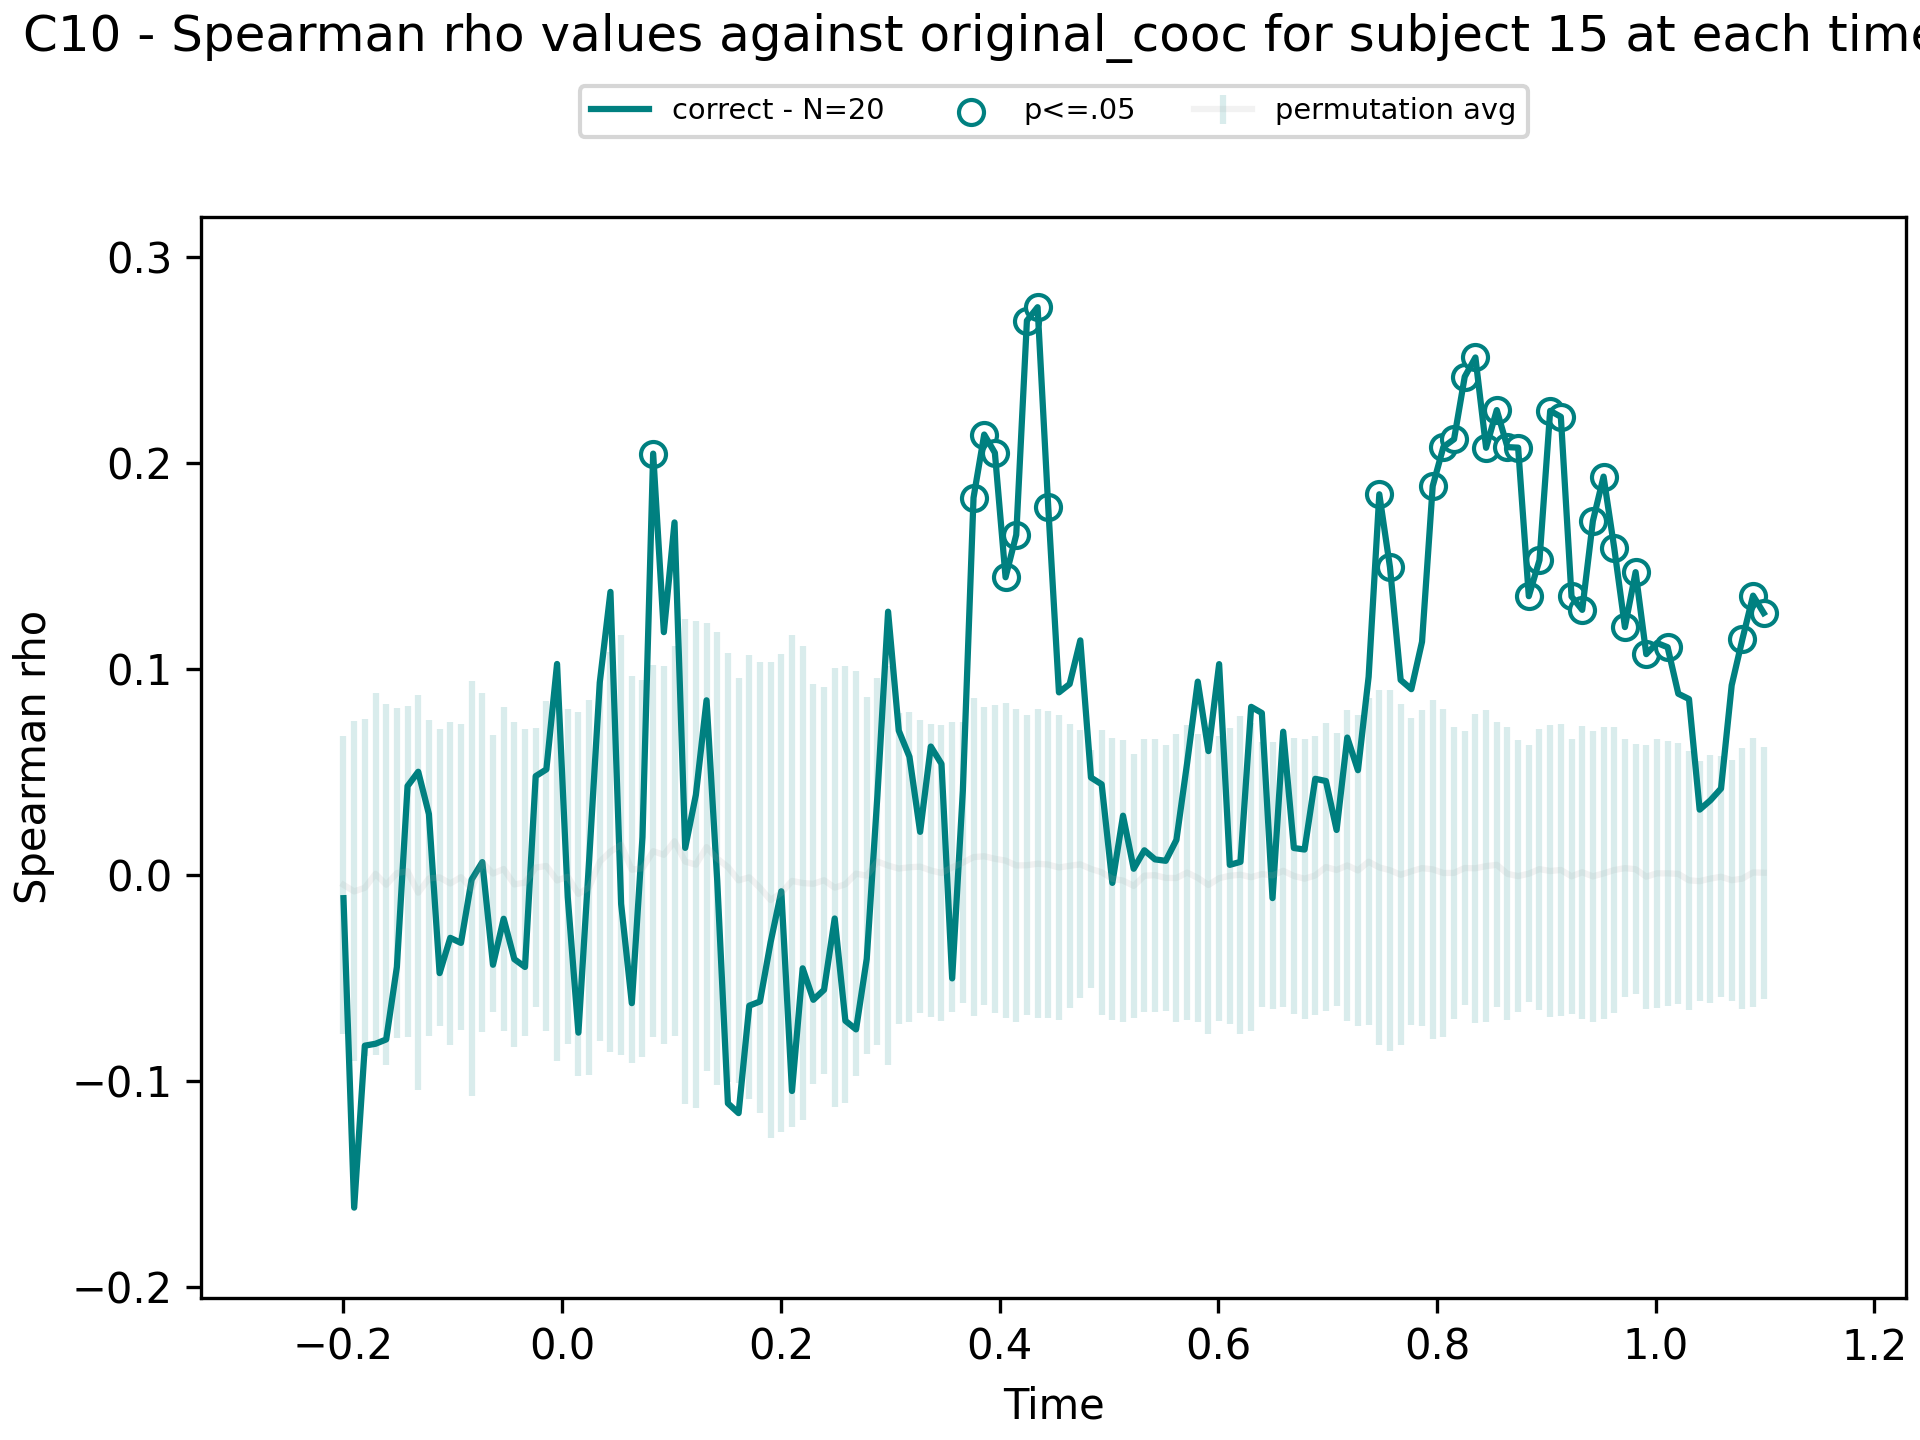 C10 - Spearman rho values against original_cooc for subject 15 at each time
correct - N=20
p<=.05
permutation avg
0.3
0.2
0.1
0.0
−0.1
−0.2
Spearman rho
−0.2
0.0
0.2
0.4
0.6
0.8
1.0
1.2
Time